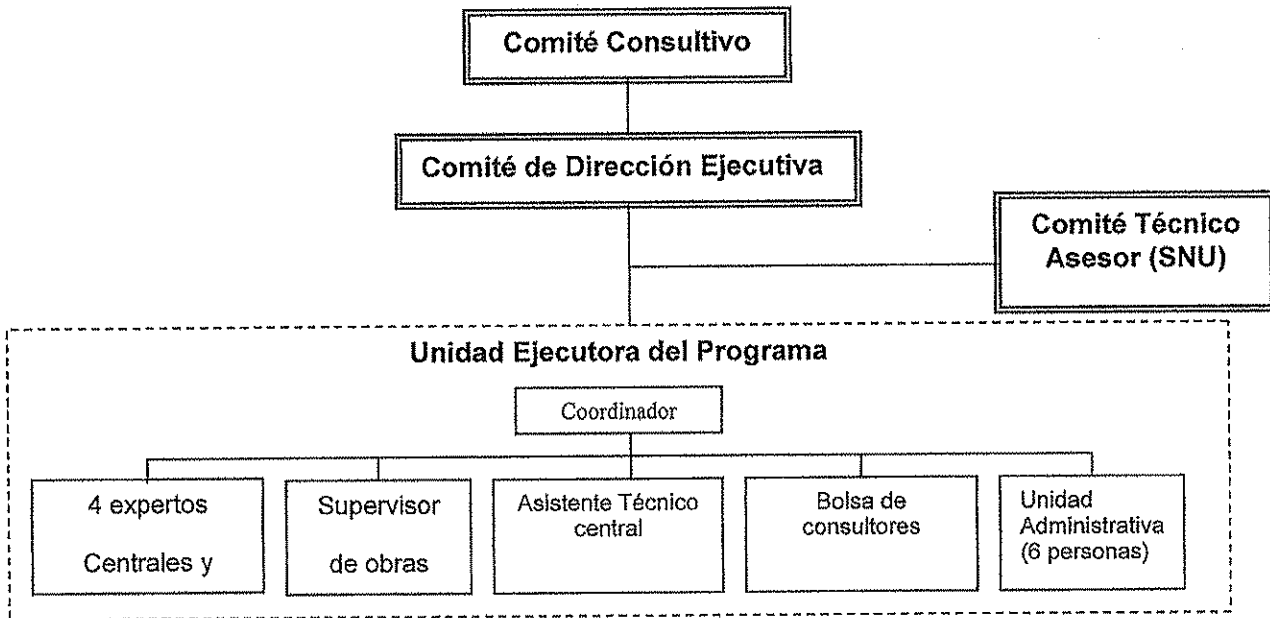 Comité Consultivo
Comité de Dirección Ejecutiva
Comité Técnico
Asesor (SNU)
Unidad Ejecutora del Programa
Coordinador
4 expertos
Centrales y
Supervisor
de obras
Asistente Técnico
central
Bolsa de
consultores
Unidad
Administrativa
(6 personas)